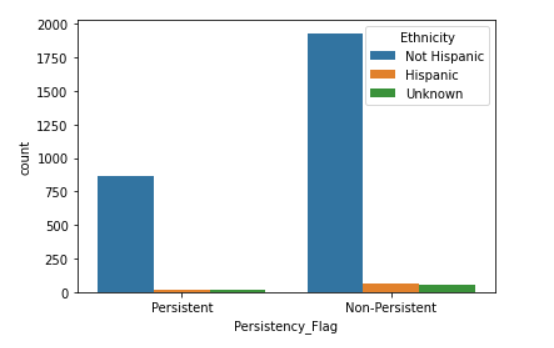 2000
1750
1500
1250
1000
750
500
250
0
count
Ethnicity
Not Hispanic
Hispanic
Unknown
Persistent
Non-Persistent
Persistency_Flag